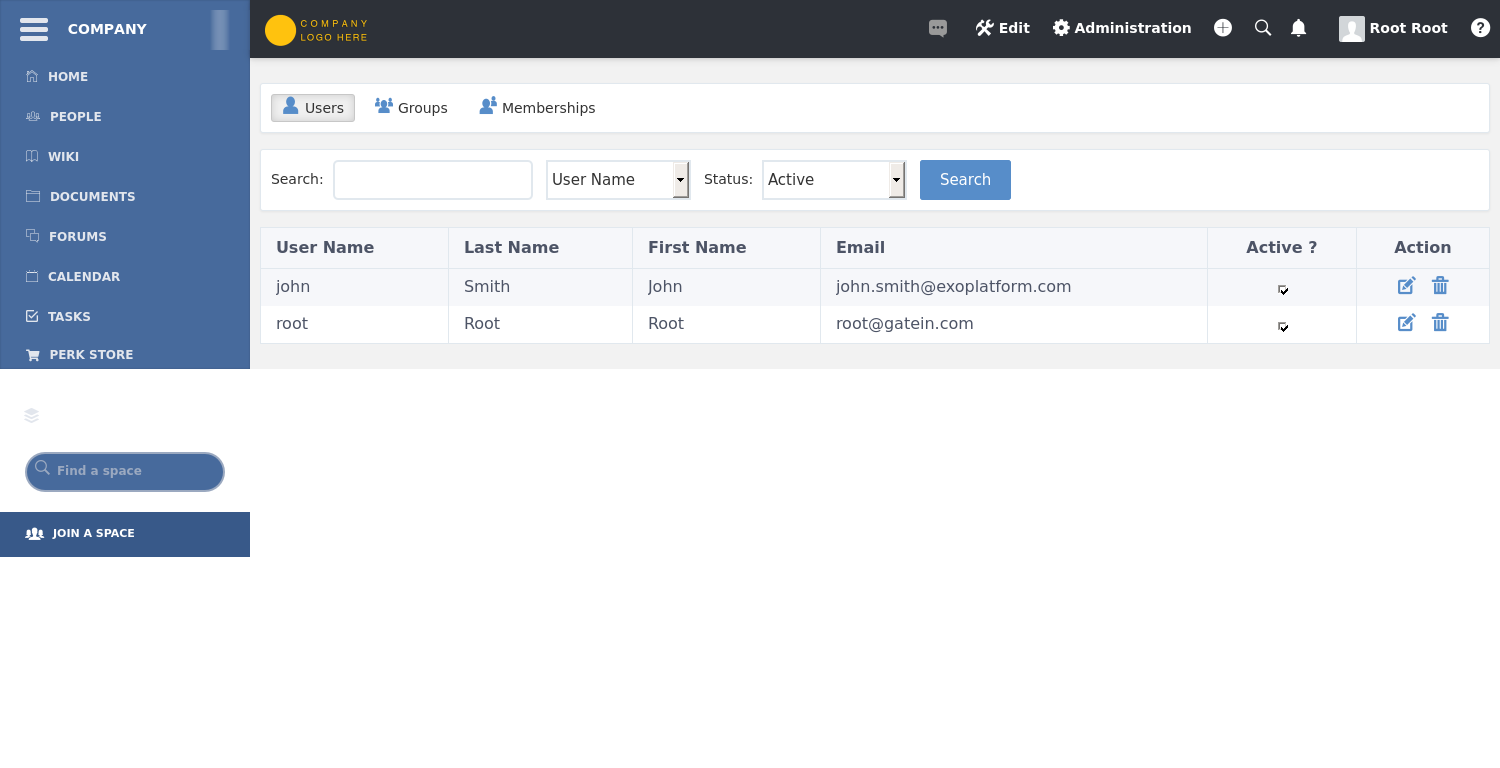 COMPANY
COMPANY
LOGO HERE
Edit
Administration
Root Root
HOME
PEOPLE
WIKI
DOCUMENTS
FORUMS
CALENDAR
TASKS
PERK STORE
Find a space
JOIN A SPACE
Users Groups Memberships
Search: User Name Status: Active Search
User Name Last Name First Name Email Active ? Action
john Smith John john.smith@exoplatform.com
root Root Root root@gatein.com